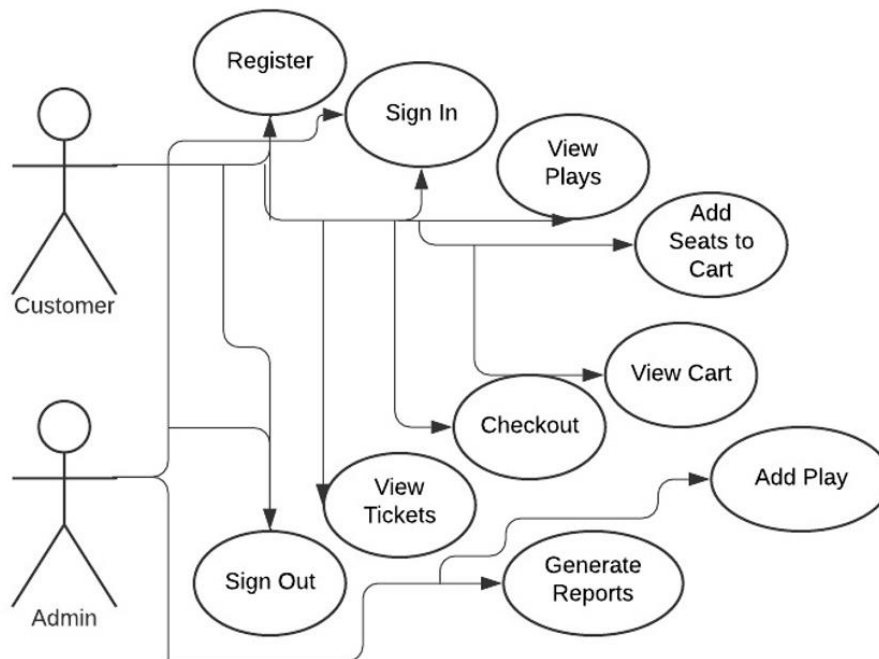 Register
Sign In
View
Plays
Add
Seats to
Cart
Customer
View Cart
Checkout
Add Play
View
Tickets
Generate
Reports
Sign Out
Admin